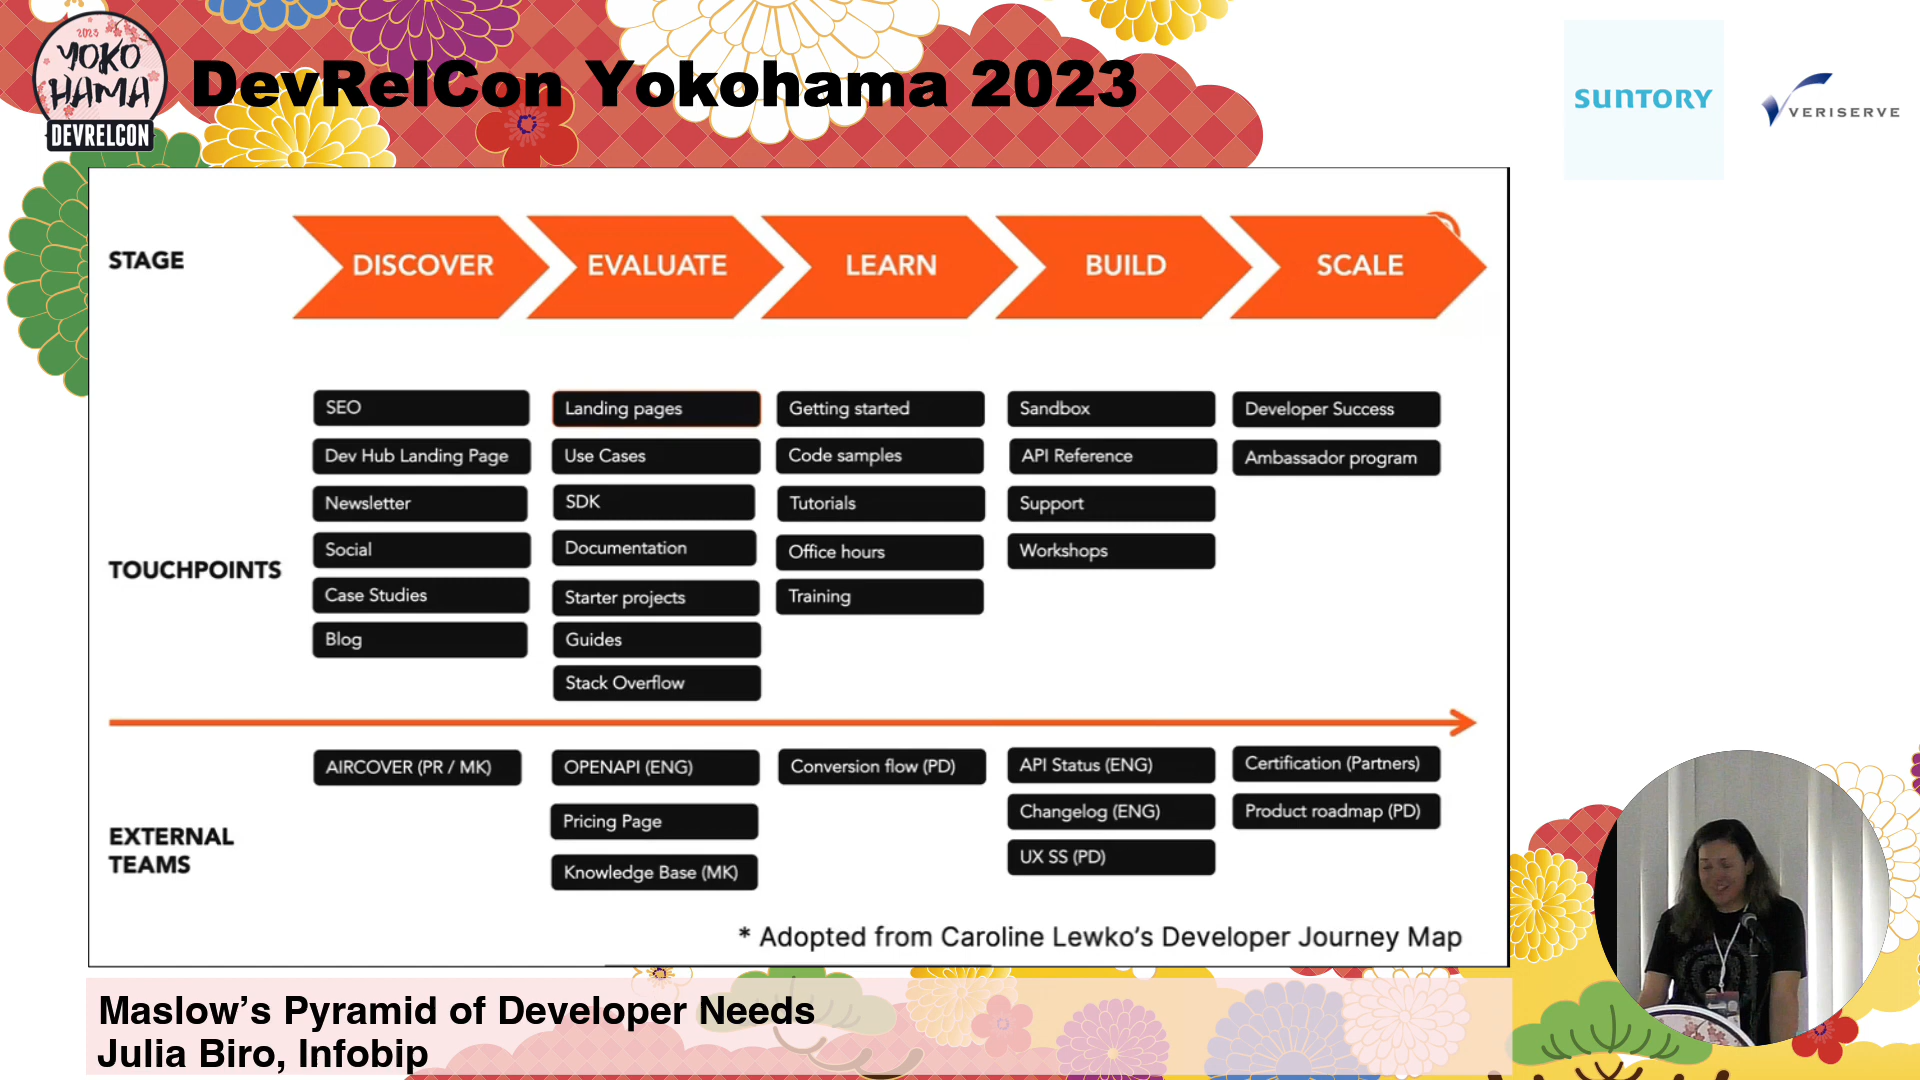 2023
YOKO
HAMA
DEVRELCON
DevRelCon Yokohama 2023
SUNTORY
VERISERVE
STAGE
DISCOVER
EVALUATE
LEARN
BUILD
SCALE
TOUCHPOINTS
SEO
Dev Hub Landing Page
Newsletter
Social
Case Studies
Blog
Landing pages
Use Cases
SDK
Documentation
Starter projects
Guides
Stack Overflow
Getting started
Code samples
Tutorials
Office hours
Training
Sandbox
API Reference
Support
Workshops
Developer Success
Ambassador program
EXTERNAL
TEAMS
AIRCOVER (PR / MK)
OPENAPI (ENG)
Pricing Page
Knowledge Base (MK)
Conversion flow (PD)
API Status (ENG)
Changelog (ENG)
UX SS (PD)
Certification (Partners)
Product roadmap (PD)
* Adopted from Caroline Lewko's Developer Journey Map
Maslow's Pyramid of Developer Needs
Julia Biro, Infobip